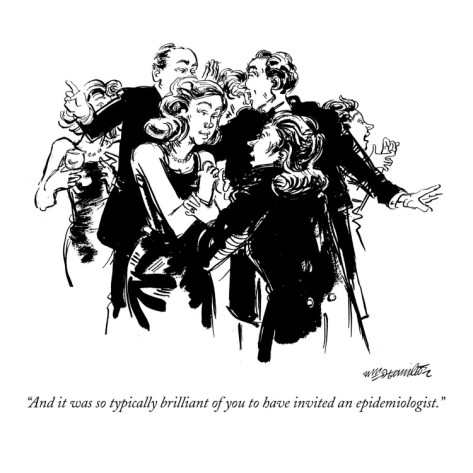 “And it was so typically brilliant of you to have invited an epidemiologist.”